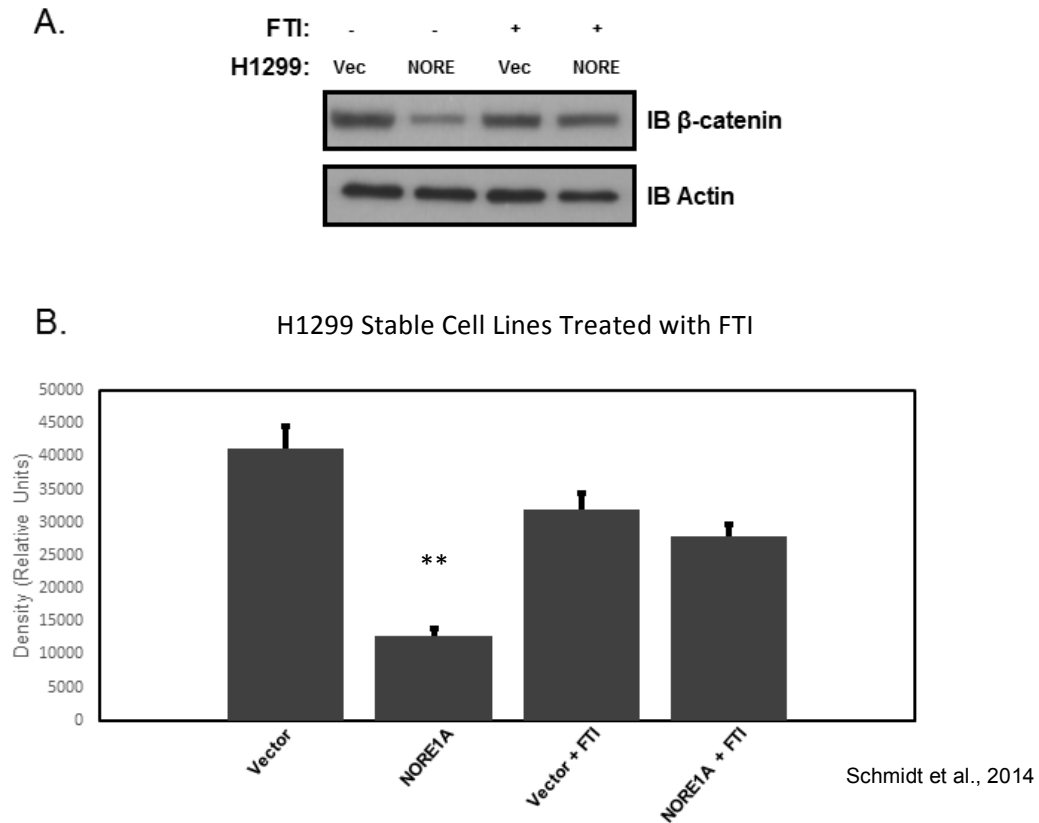 A.
FTI: - - + +
H1299: Vec NORE Vec NORE
IB β-catenin
IB Actin
B.
H1299 Stable Cell Lines Treated with FTI
Density (Relative Units)
50000
45000
40000
35000
30000
25000
20000
15000
10000
5000
0
**
Vector
NORE1A
Vector + FTI
NORE1A + FTI
Schmidt et al., 2014